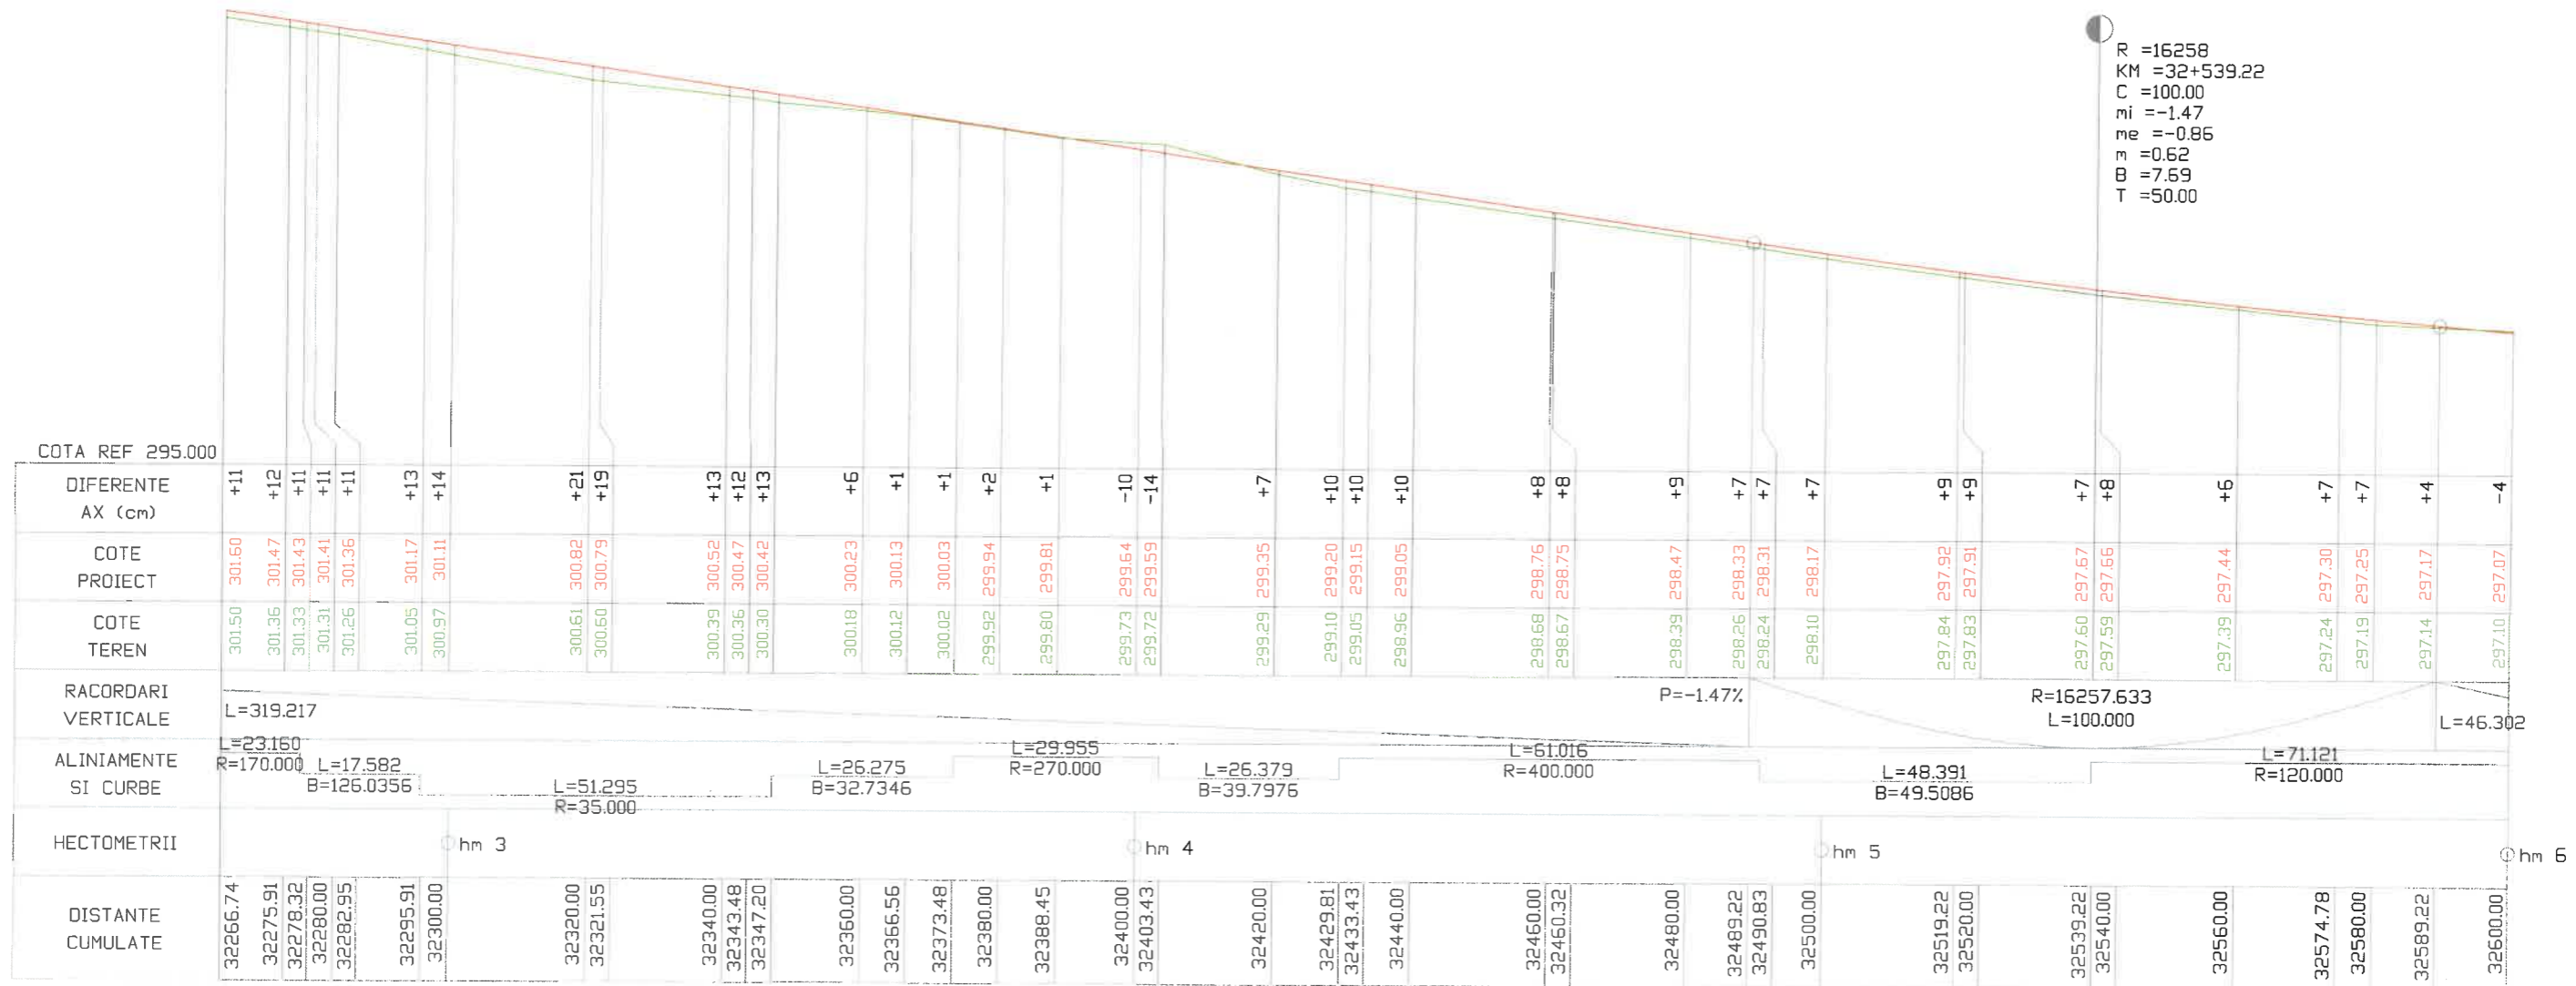 R =16258
KM =32+539.22
C =100.00
mi =-1.47
me =-0.86
m =0.62
B =7.69
T =50.00
COTA REF 295.000
DIFERENTE
AX (cm)
+11 +12 +11 +11 +11 +13 +14 +21 +19 +13 +12 +13 +6 +1 +1 +2 +1 -10 -14 +7 +10 +10 +10 +8 +8 +9 +7 +7 +7 +9 +9 +7 +8 +6 +7 +7 +4 -4
COTE
PROIECT
301.60 301.47 301.43 301.41 301.36 301.17 301.11 300.82 300.79 300.52 300.47 300.42 300.23 300.13 300.03 299.94 299.81 299.64 299.59 299.35 299.20 299.15 299.05 298.76 298.75 298.47 298.33 298.31 298.17 297.92 297.91 297.67 297.66 297.44 297.30 297.25 297.17 297.07
COTE
TEREN
301.50 301.36 301.33 301.31 301.26 301.05 300.97 300.61 300.60 300.39 300.36 300.30 300.18 300.12 300.02 299.92 299.80 299.73 299.72 299.29 299.10 299.05 298.96 298.68 298.67 298.39 298.26 298.24 298.10 297.84 297.83 297.60 297.59 297.39 297.24 297.19 297.14 297.10
RACORDARI
VERTICALE
L=319.217
P=-1.47%
R=16257.633
L=100.000
L=46.302
ALINIAMENTE
SI CURBE
L=23.160
R=170.000
L=17.582
B=126.0356
L=51.295
R=35.000
L=26.275
B=32.7346
L=29.955
R=270.000
L=26.379
B=39.7976
L=61.016
R=400.000
L=48.391
B=49.5086
L=71.121
R=120.000
HECTOMETRII
hm 3
hm 4
hm 5
hm 6
DISTANTE
CUMULATE
32266.74 32275.91 32278.32 32280.00 32282.95 32295.91 32300.00 32320.00 32321.55 32340.00 32343.48 32347.20 32360.00 32366.56 32373.48 32380.00 32388.45 32400.00 32403.43 32420.00 32429.81 32433.43 32440.00 32460.00 32460.32 32480.00 32489.22 32490.83 32500.00 32519.22 32520.00 32539.22 32540.00 32560.00 32574.78 32580.00 32589.22 32600.00